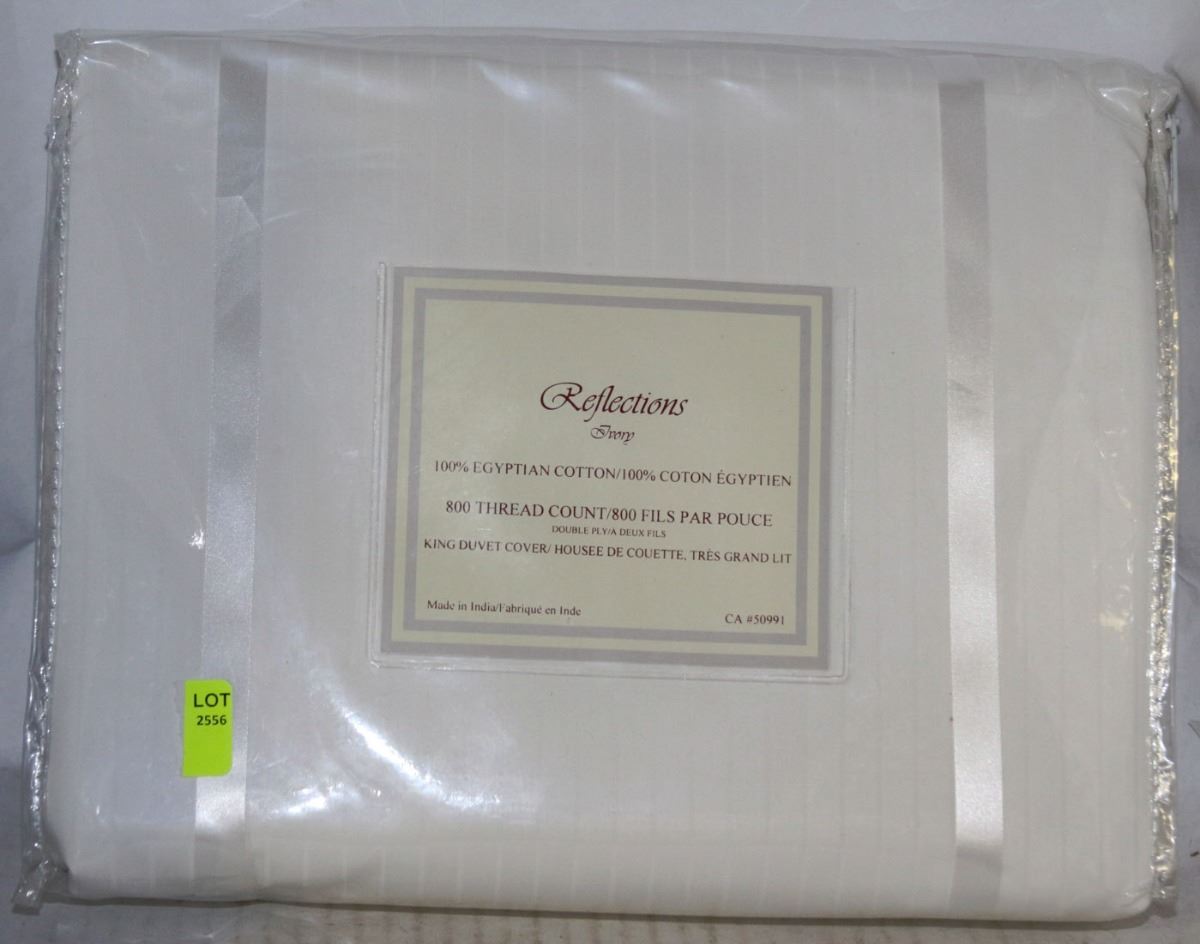 Reflections
Ivory
100% EGYPTIAN COTTON/100% COTON ÉGYPTIEN
800 THREAD COUNT/800 FILS PAR POUCE
DOUBLE PLY/À DEUX FILS
KING DUVET COVER/ HOUSEE DE COUETTE, TRÈS GRAND LIT
Made in India/Fabriqué en Inde
CA #50991
LOT
2556